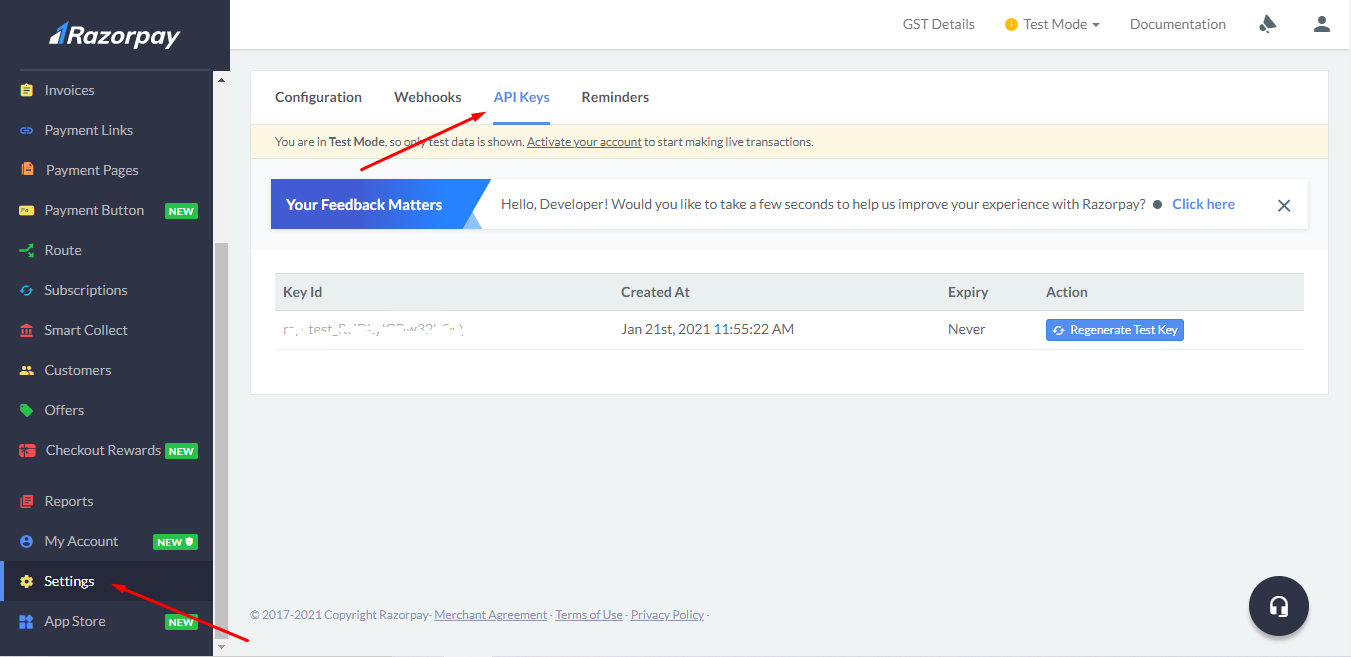 Razorpay
GST Details
Test Mode
Documentation
Invoices
Payment Links
Payment Pages
Payment Button NEW
Route
Subscriptions
Smart Collect
Customers
Offers
Checkout Rewards NEW
Reports
My Account NEW
Settings
App Store NEW
Configuration Webhooks API Keys Reminders
You are in Test Mode, so only test data is shown. Activate your account to start making live transactions.
Your Feedback Matters
Hello, Developer! Would you like to take a few seconds to help us improve your experience with Razorpay? ● Click here
Key Id Created At Expiry Action
Jan 21st, 2021 11:55:22 AM Never Regenerate Test Key
© 2017-2021 Copyright Razorpay· Merchant Agreement · Terms of Use · Privacy Policy ·